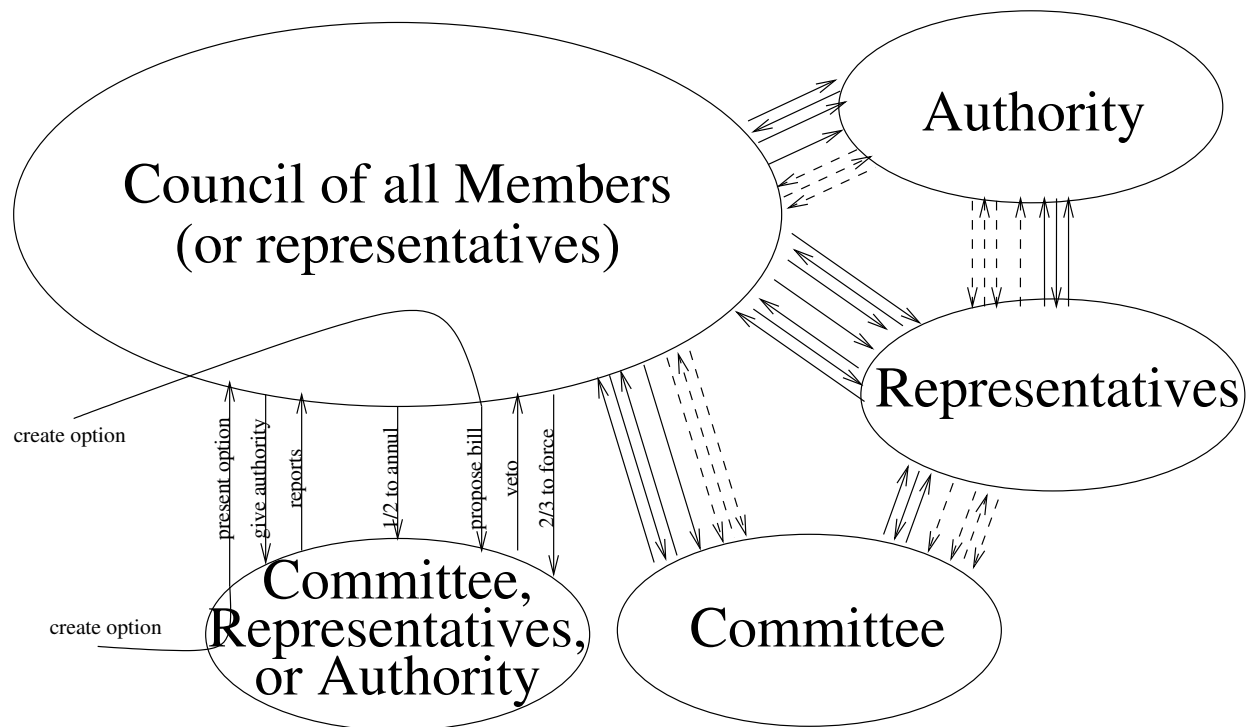 Authority
Council of all Members
(or representatives)
Representatives
create option
present option
give authority
reports
1/2 to annul
propose bill
veto
2/3 to force
Committee,
Representatives,
or Authority
create option
Committee